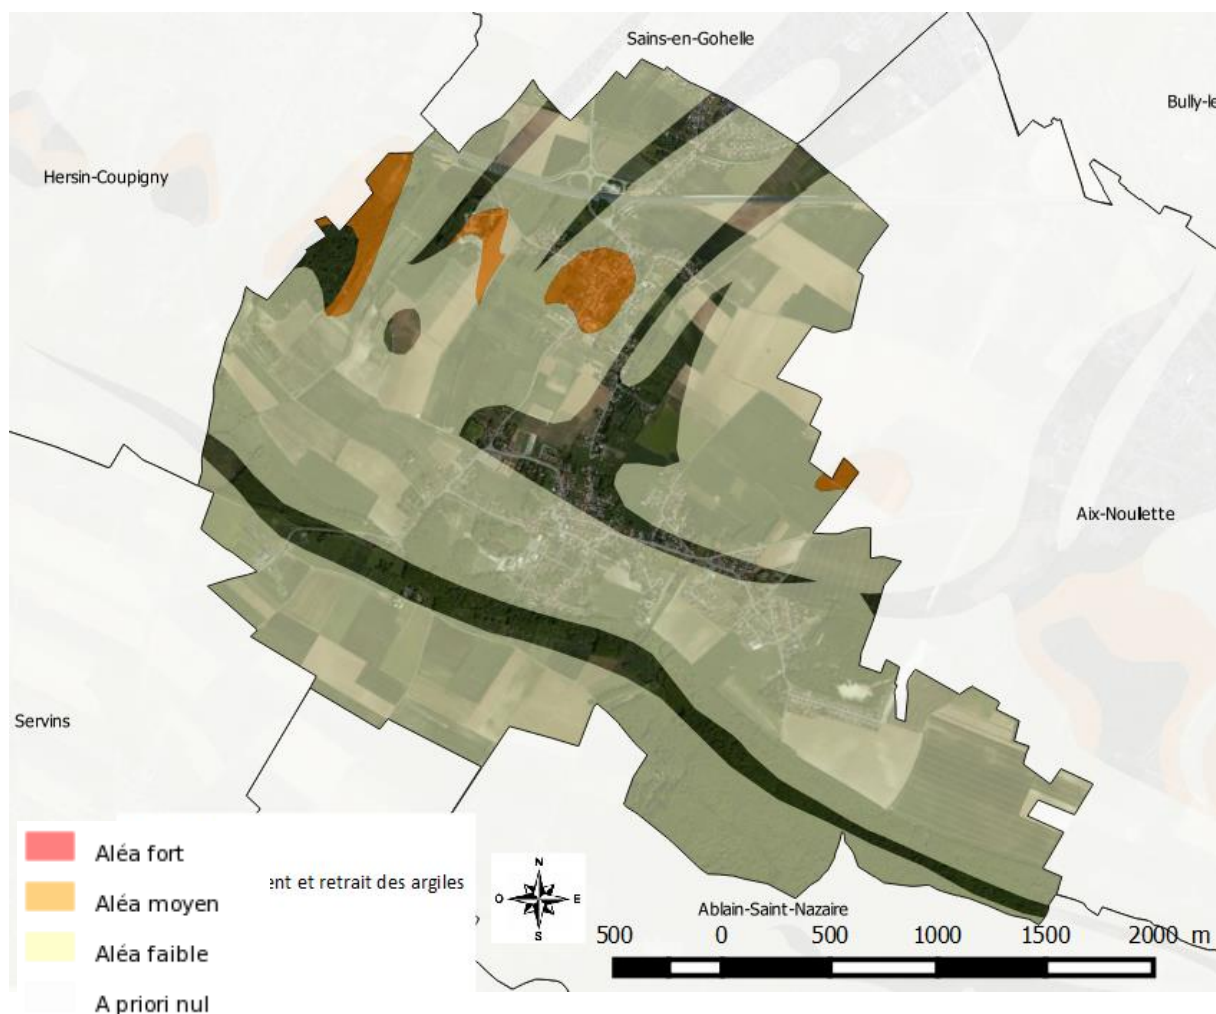 Sains-en-Gohelle
Bully-le
Hersin-Coupigny
Aix-Noulette
Servins
Aléa fort
ent et retrait des argiles
Aléa moyen
Aléa faible
A priori nul
N
O E
S
Ablain-Saint-Nazaire
500 0 500 1000 1500 2000 m